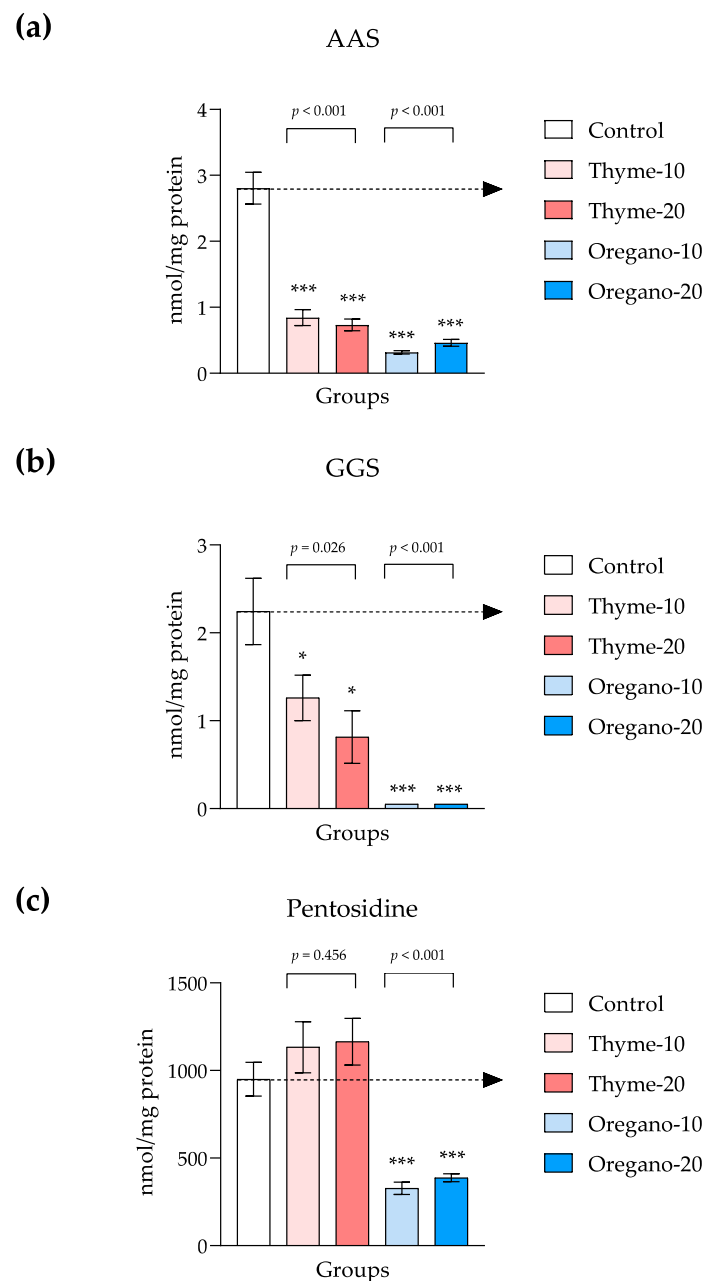 (a)
AAS
p < 0.001
p < 0.001
4
3
2
1
0
nmol/mg protein
***
***
***
***
Groups
Control
Thyme-10
Thyme-20
Oregano-10
Oregano-20
(b)
GGS
p = 0.026
p < 0.001
3
2
1
0
nmol/mg protein
*
*
***
***
Groups
Control
Thyme-10
Thyme-20
Oregano-10
Oregano-20
(c)
Pentosidine
p = 0.456
p < 0.001
1500
1000
500
0
nmol/mg protein
***
***
Groups
Control
Thyme-10
Thyme-20
Oregano-10
Oregano-20